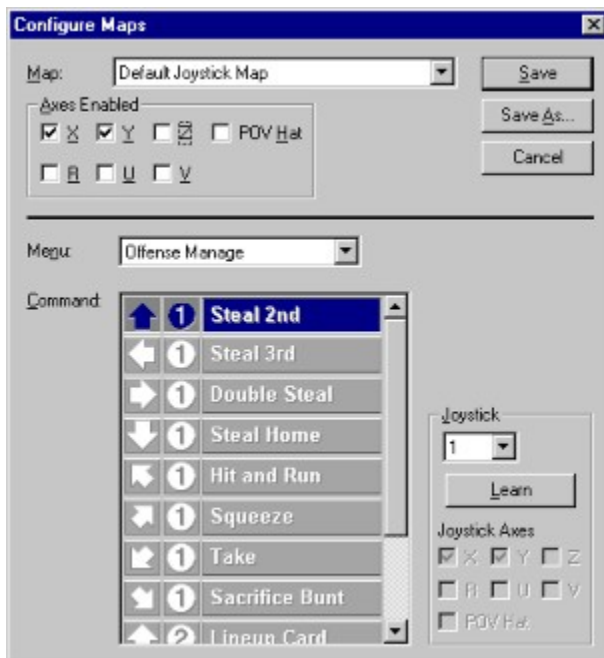 Configure Maps
Map: Default Joystick Map
Save
Axes Enabled
X Y Z POV Hat
R U V
Save As...
Cancel
Menu: Offense Manage
Command:
1 Steal 2nd
1 Steal 3rd
1 Double Steal
1 Steal Home
1 Hit and Run
1 Squeeze
1 Take
1 Sacrifice Bunt
2 Lineup Card
Joystick
1
Learn
Joystick Axes
X Y Z
R U V
POV Hat